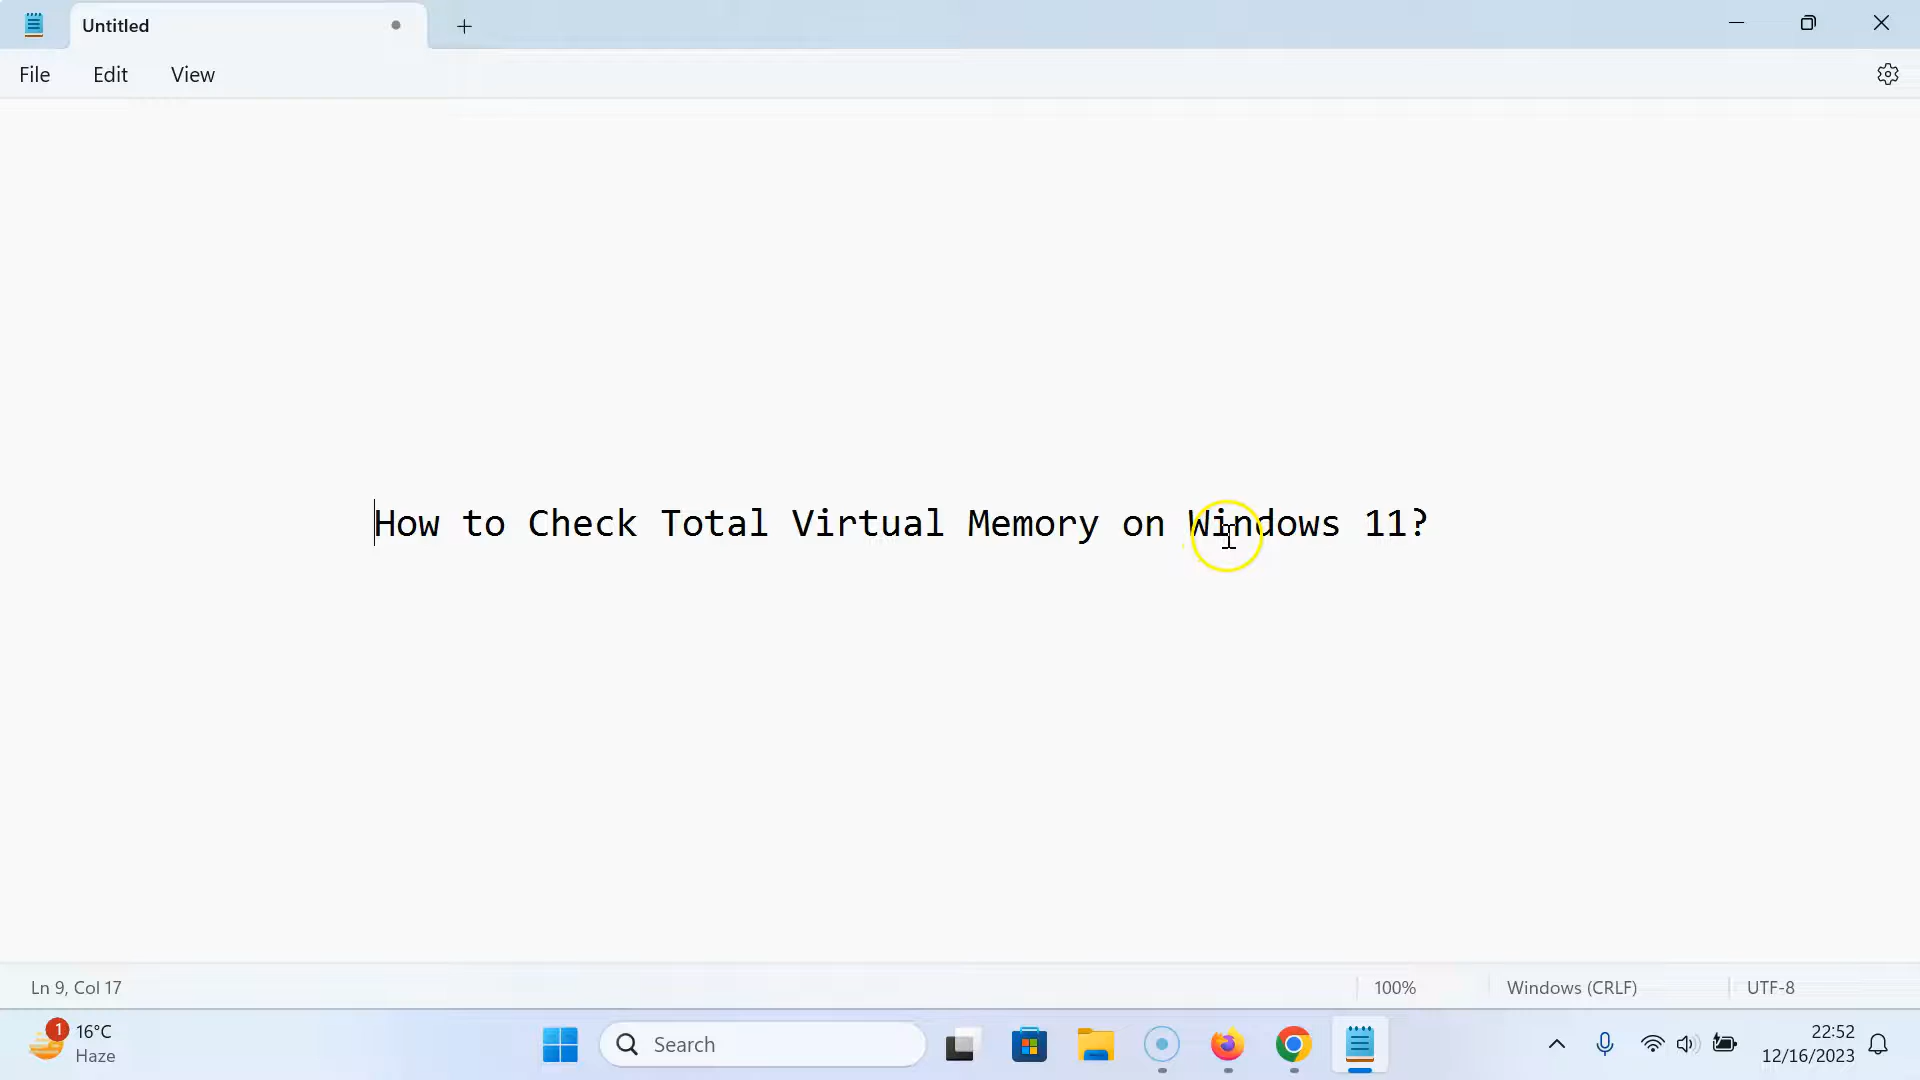 Untitled
File Edit View
How to Check Total Virtual Memory on Windows 11?
Ln 9, Col 17 100% Windows (CRLF) UTF-8
1 16°C
Haze
Search
22:52
12/16/2023